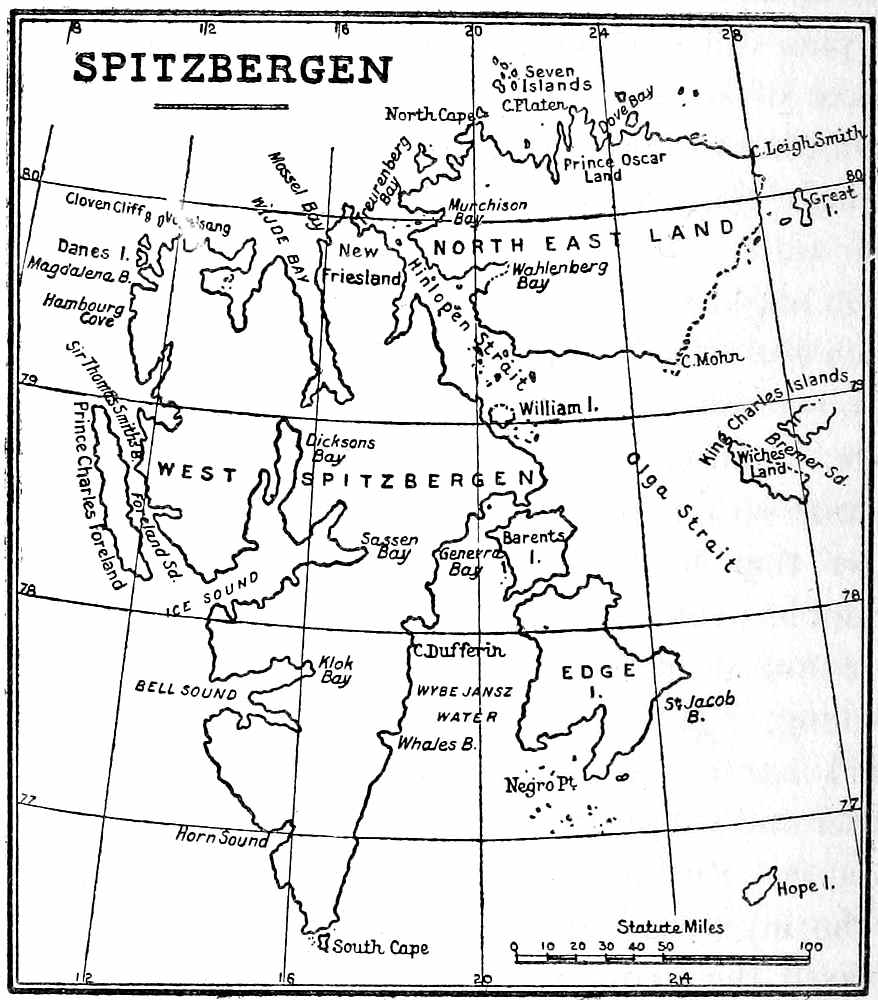 8 12 16 20 24 28
SPITZBERGEN
Seven
Islands
C.Platen
Dove Bay
North Cape
C. Leigh Smith
Prince Oscar
Land
Treurenberg
Bay
Mossel Bay
80
80
Great
I.
Cloven Cliff
Vogelsang
WIJDE BAY
Murchison
Bay
NORTH EAST LAND
Danes I.
Magdalena B.
New
Friesland
Hinlopen Strait
Wahlenberg
Bay
Hambourg
Cove
C. Mohn
Sir Thomas Smiths B.
79
79
King Charles Islands
William I.
Prince Charles Foreland
Foreland Sd.
Dicksons
Bay
WEST SPITZBERGEN
Olga Strait
Wiches
Land
Bremer Sd.
Sassen
Bay
Genevra
Bay
Barents
I.
78
78
ICE SOUND
C. Dufferin
Klok
Bay
BELL SOUND
WYBE JANSZ
WATER
EDGE
I.
St. Jacob
B.
Whales B.
Negro Pt.
77
77
Horn Sound
Hope I.
South Cape
Statute Miles
0 10 20 30 40 50 100
12 16 20 24